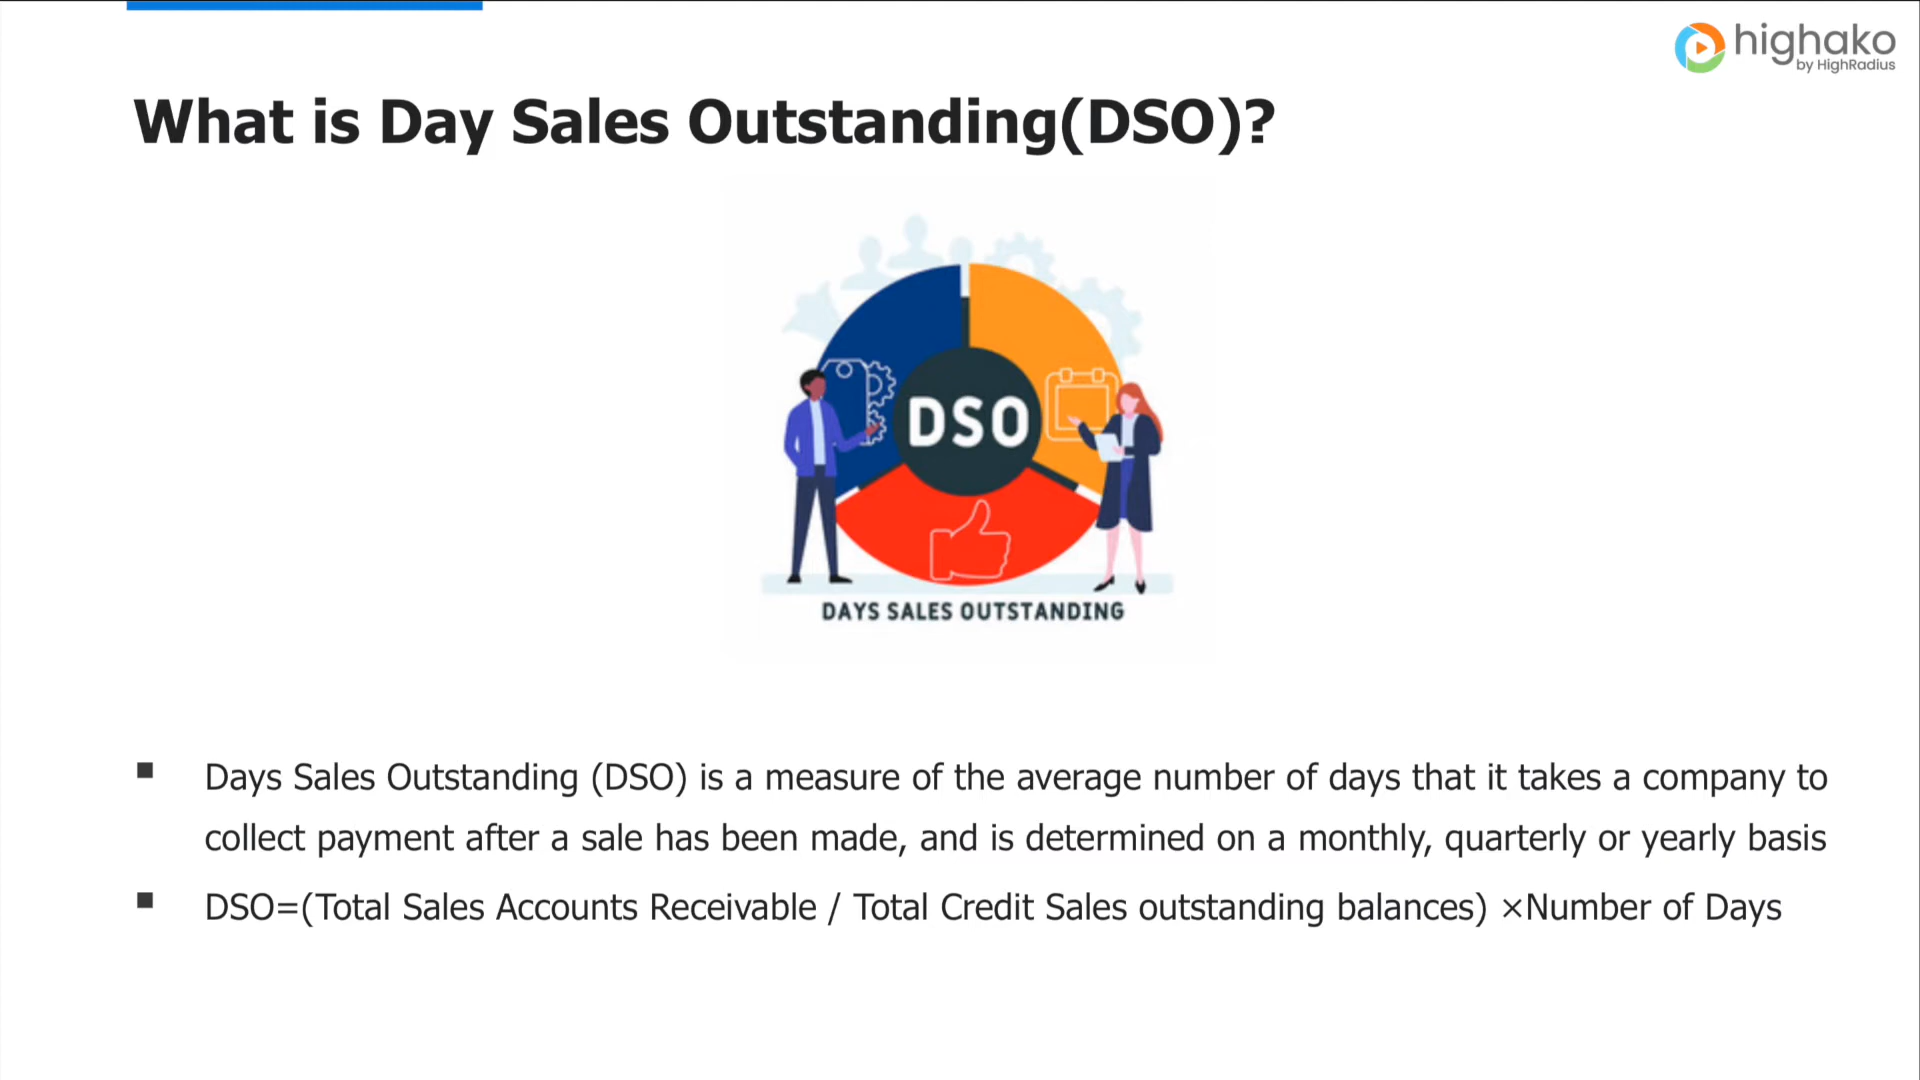 highako
by HighRadius
What is Day Sales Outstanding(DSO)?
DSO
DAYS SALES OUTSTANDING
▪ Days Sales Outstanding (DSO) is a measure of the average number of days that it takes a company to
collect payment after a sale has been made, and is determined on a monthly, quarterly or yearly basis
▪ DSO=(Total Sales Accounts Receivable / Total Credit Sales outstanding balances) ×Number of Days